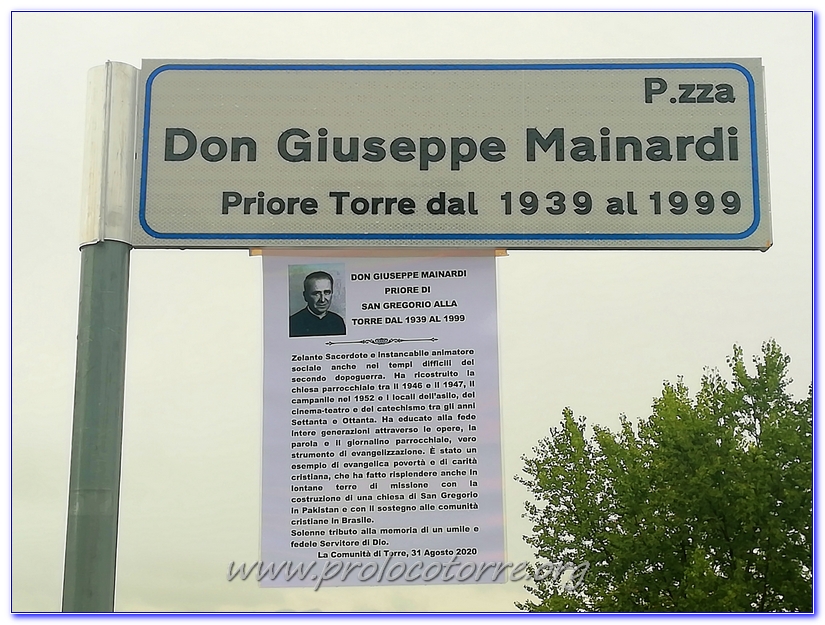 P.zza
Don Giuseppe Mainardi
Priore Torre dal 1939 al 1999
DON GIUSEPPE MAINARDI
PRIORE DI
SAN GREGORIO ALLA
TORRE DAL 1939 AL 1999
Zelante Sacerdote e instancabile animatore
sociale anche nei tempi difficili del
secondo dopoguerra. Ha ricostruito la
chiesa parrocchiale tra il 1946 e il 1947, il
campanile nel 1952 e i locali dell'asilo, del
cinema-teatro e del catechismo tra gli anni
Settanta e Ottanta. Ha educato alla fede
intere generazioni attraverso le opere, la
parola e il giornalino parrocchiale, vero
strumento di evangelizzazione. È stato un
esempio di evangelica povertà e di carità
cristiana, che ha fatto risplendere anche in
lontane terre di missione con la
costruzione di una chiesa di San Gregorio
in Pakistan e con il sostegno alle comunità
cristiane in Brasile.
Solenne tributo alla memoria di un umile e
fedele Servitore di Dio.
La Comunità di Torre, 31 Agosto 2020
www.prolocotorre.org